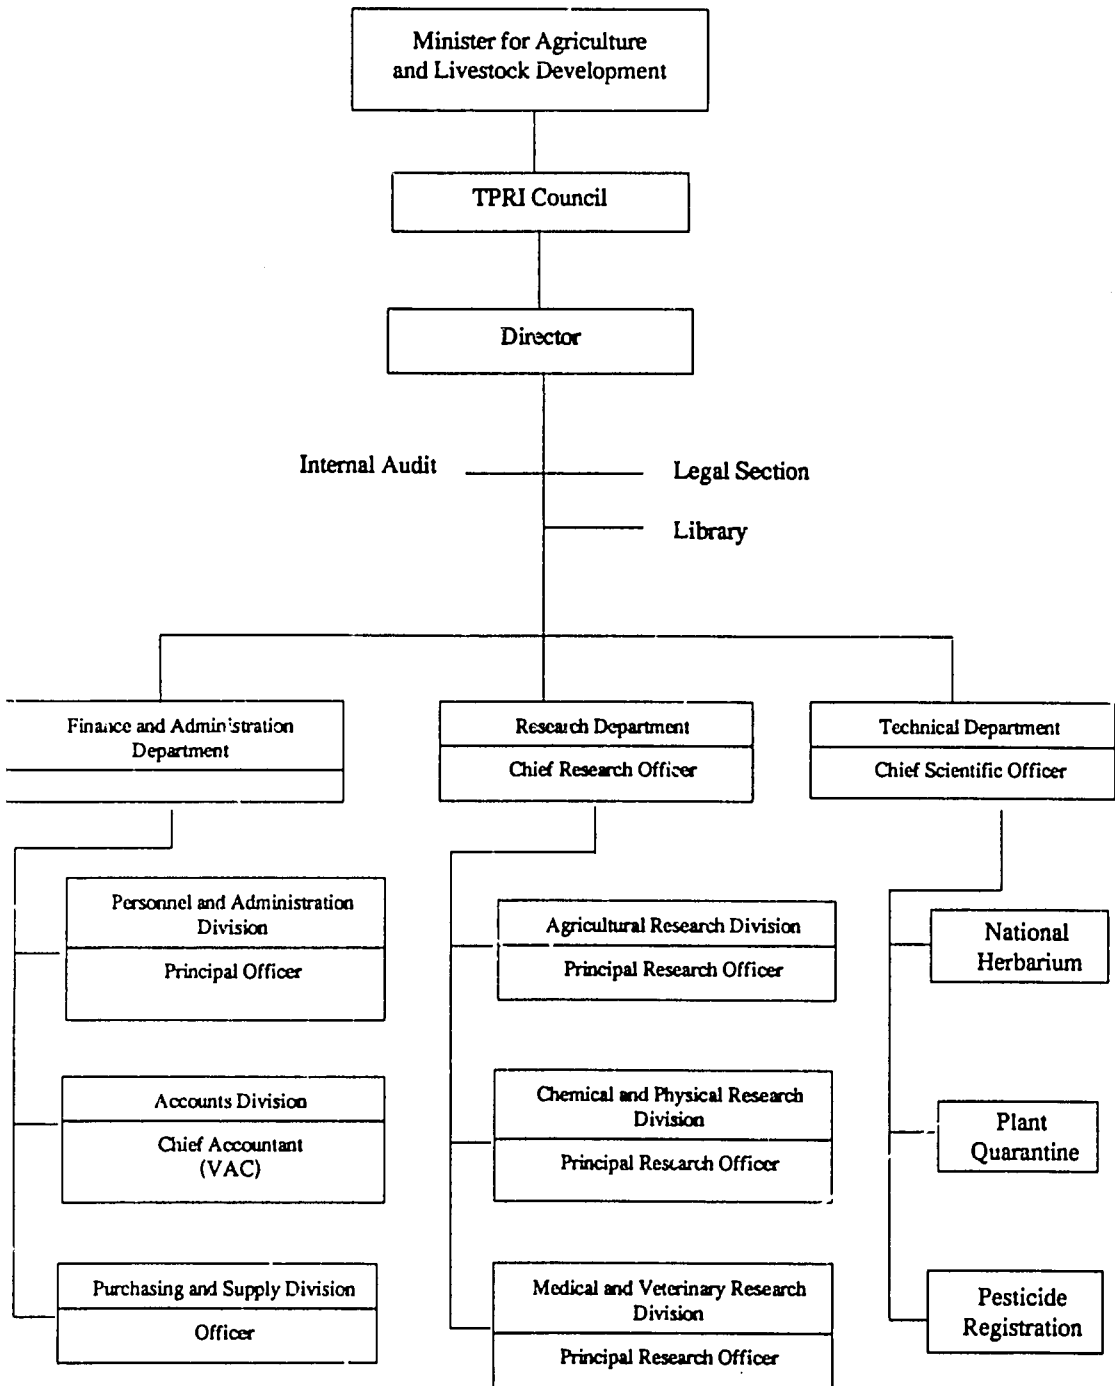 Minister for Agriculture
and Livestock Development
TPRI Council
Director
Internal Audit
Legal Section
Library
Finance and Administration
Department
Research Department
Chief Research Officer
Technical Department
Chief Scientific Officer
Personnel and Administration
Division
Principal Officer
Accounts Division
Chief Accountant
(VAC)
Purchasing and Supply Division
Officer
Agricultural Research Division
Principal Research Officer
Chemical and Physical Research
Division
Principal Research Officer
Medical and Veterinary Research
Division
Principal Research Officer
National
Herbarium
Plant
Quarantine
Pesticide
Registration